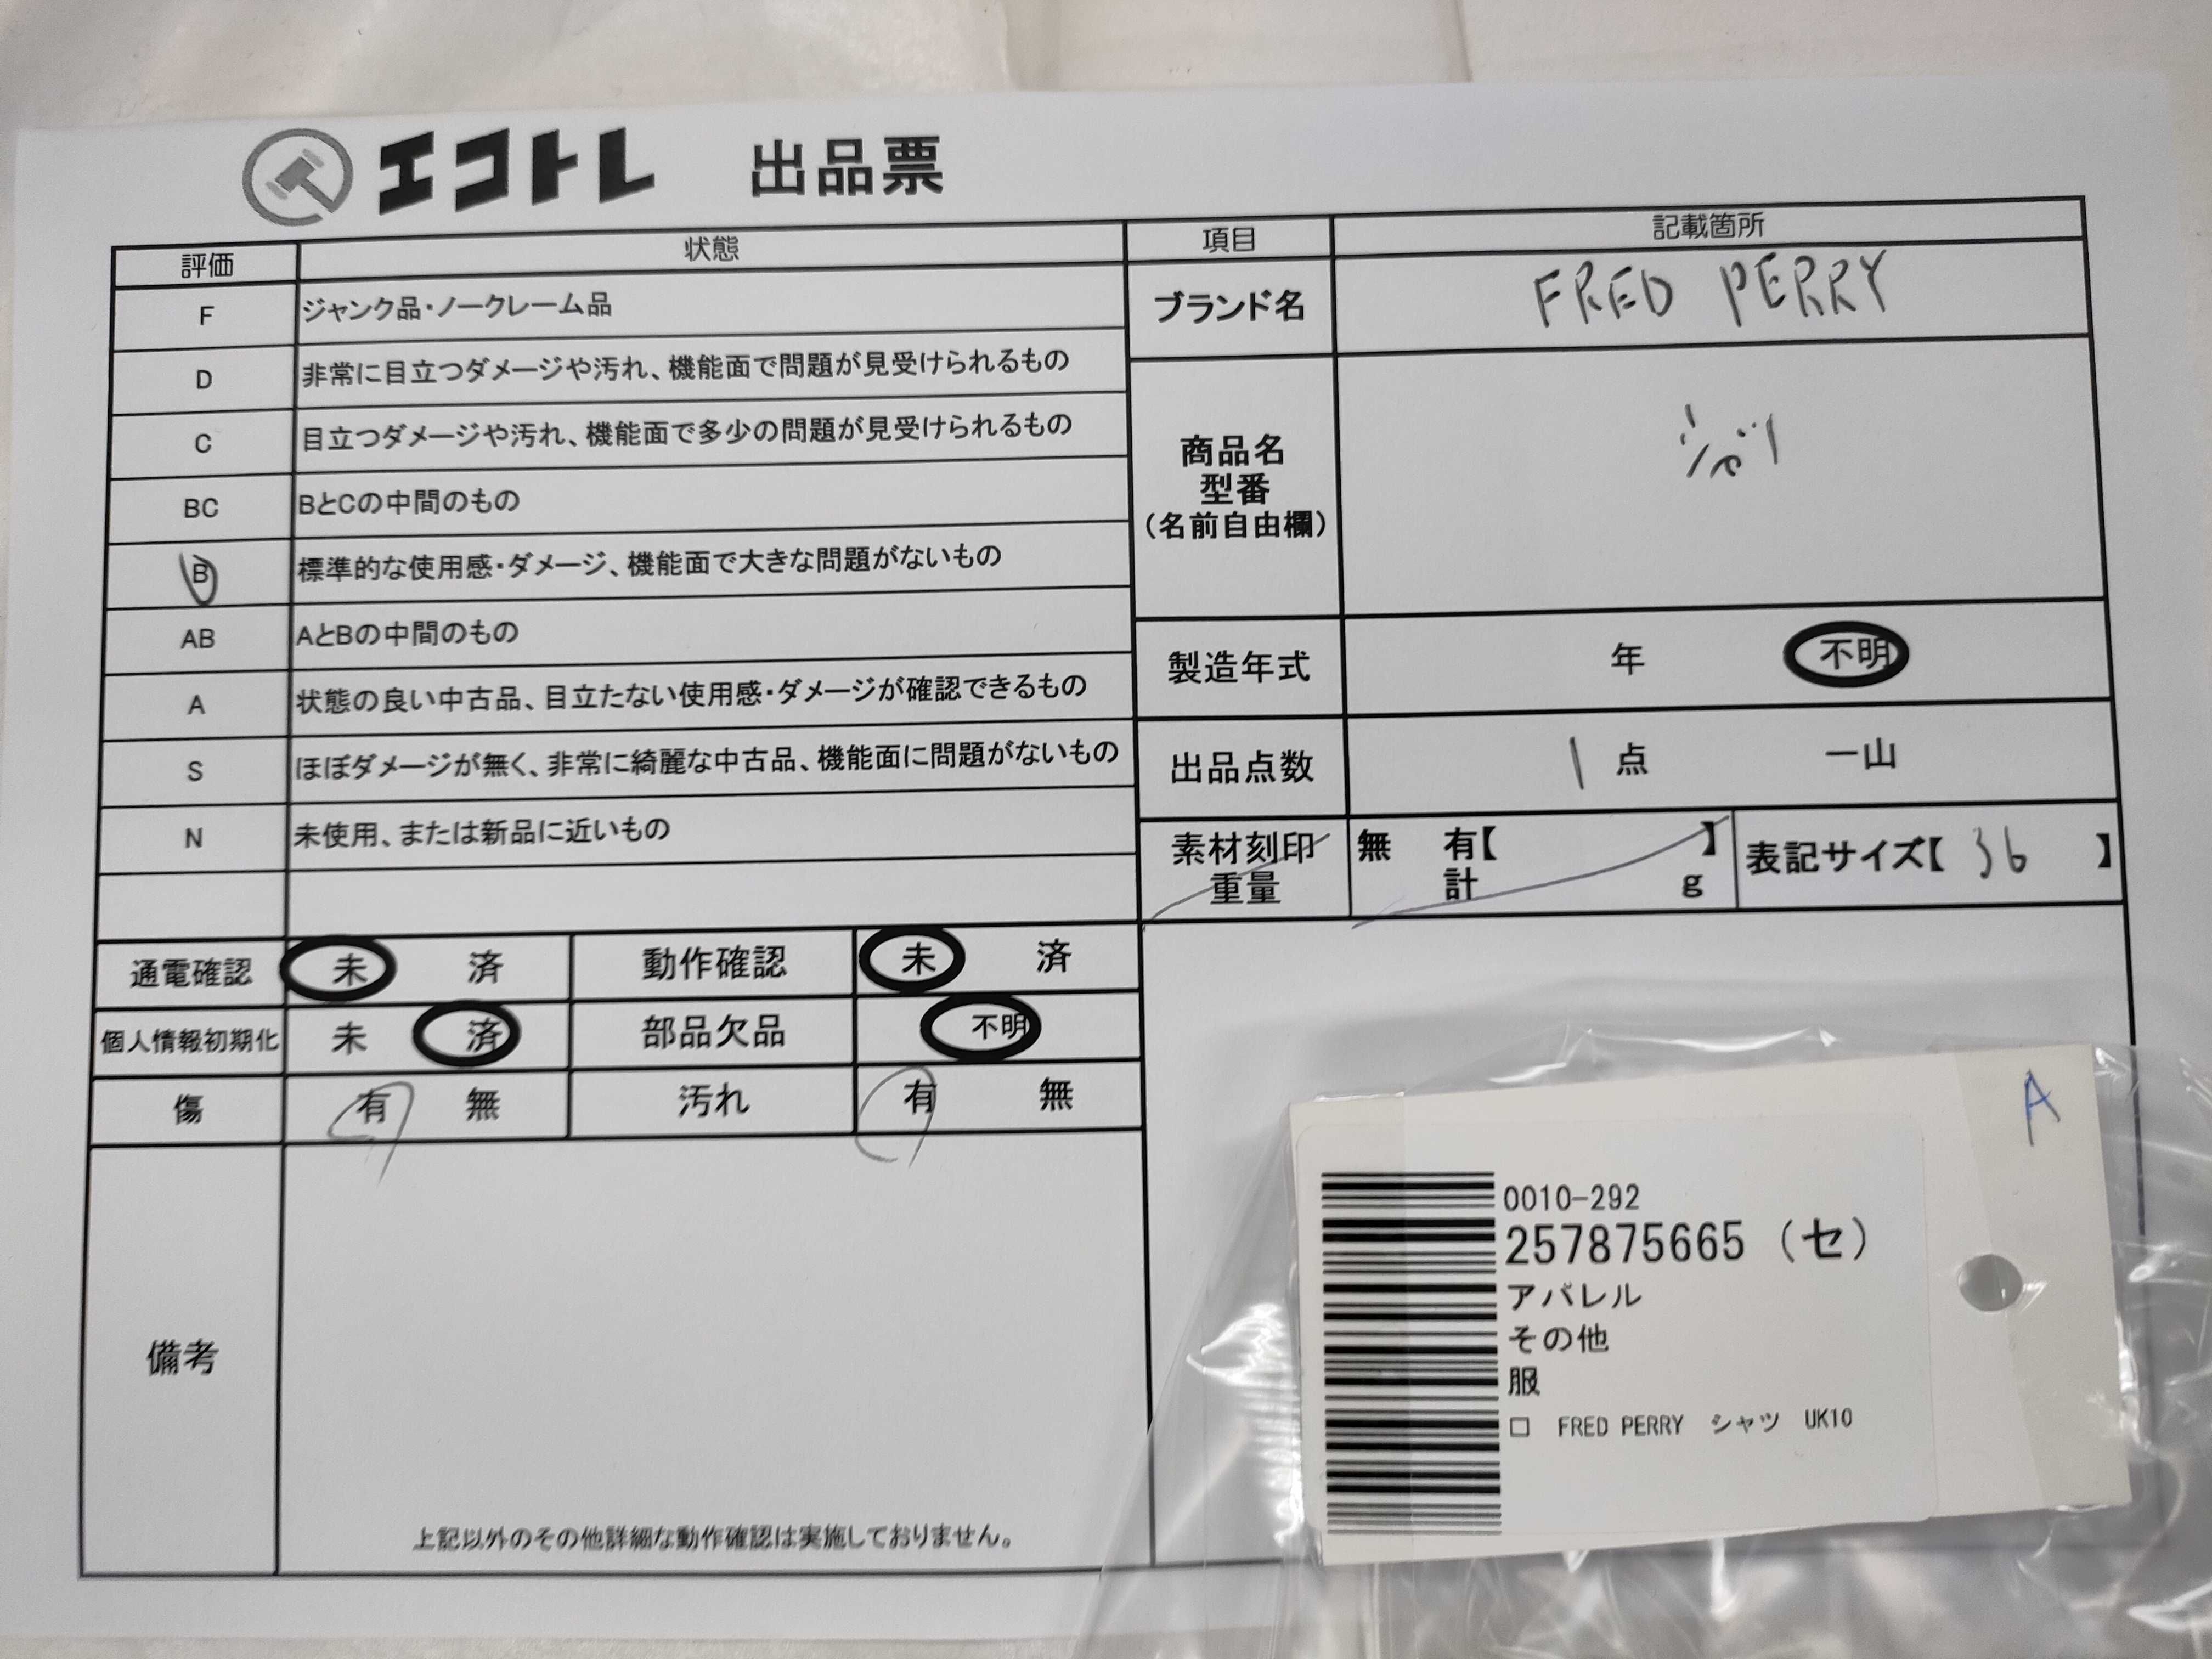 エコトレ 出品票
評価 状態 項目 記載箇所
F ジャンク品・ノークレーム品
ブランド名 FRED PERRY
D 非常に目立つダメージや汚れ、機能面で問題が見受けられるもの
C 目立つダメージや汚れ、機能面で多少の問題が見受けられるもの
商品名
型番
(名前自由欄)
BC BとCの中間のもの
B 標準的な使用感・ダメージ、機能面で大きな問題がないもの
AB AとBの中間のもの
製造年式 年 不明
A 状態の良い中古品、目立たない使用感・ダメージが確認できるもの
S ほぼダメージが無く、非常に綺麗な中古品、機能面に問題がないもの
出品点数 1 点 一山
N 未使用、または新品に近いもの
素材刻印 無 有【 】 表記サイズ【 36 】
重量 計 g
通電確認 未 済 動作確認 未 済
個人情報初期化 未 済 部品欠品 不明
傷 有 無 汚れ 有 無
備考
上記以外のその他詳細な動作確認は実施しておりません。
A
0010-292
257875665 (セ)
アパレル
その他
服
□ FRED PERRY シャツ UK10